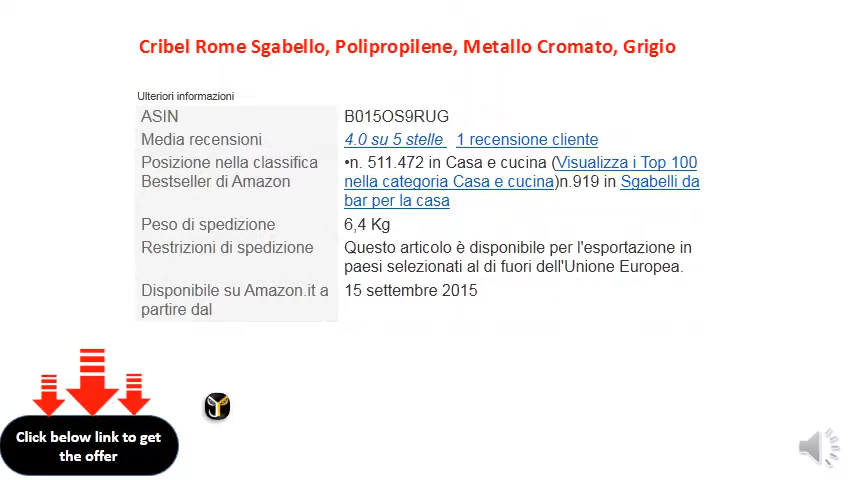 Cribel Rome Sgabello, Polipropilene, Metallo Cromato, Grigio
Ulteriori informazioni
ASIN B015OS9RUG
Media recensioni 4.0 su 5 stelle 1 recensione cliente
Posizione nella classifica •n. 511.472 in Casa e cucina (Visualizza i Top 100
Bestseller di Amazon nella categoria Casa e cucina)n.919 in Sgabelli da
bar per la casa
Peso di spedizione 6,4 Kg
Restrizioni di spedizione Questo articolo è disponibile per l'esportazione in
paesi selezionati al di fuori dell'Unione Europea.
Disponibile su Amazon.it a 15 settembre 2015
partire dal
Click below link to get
the offer